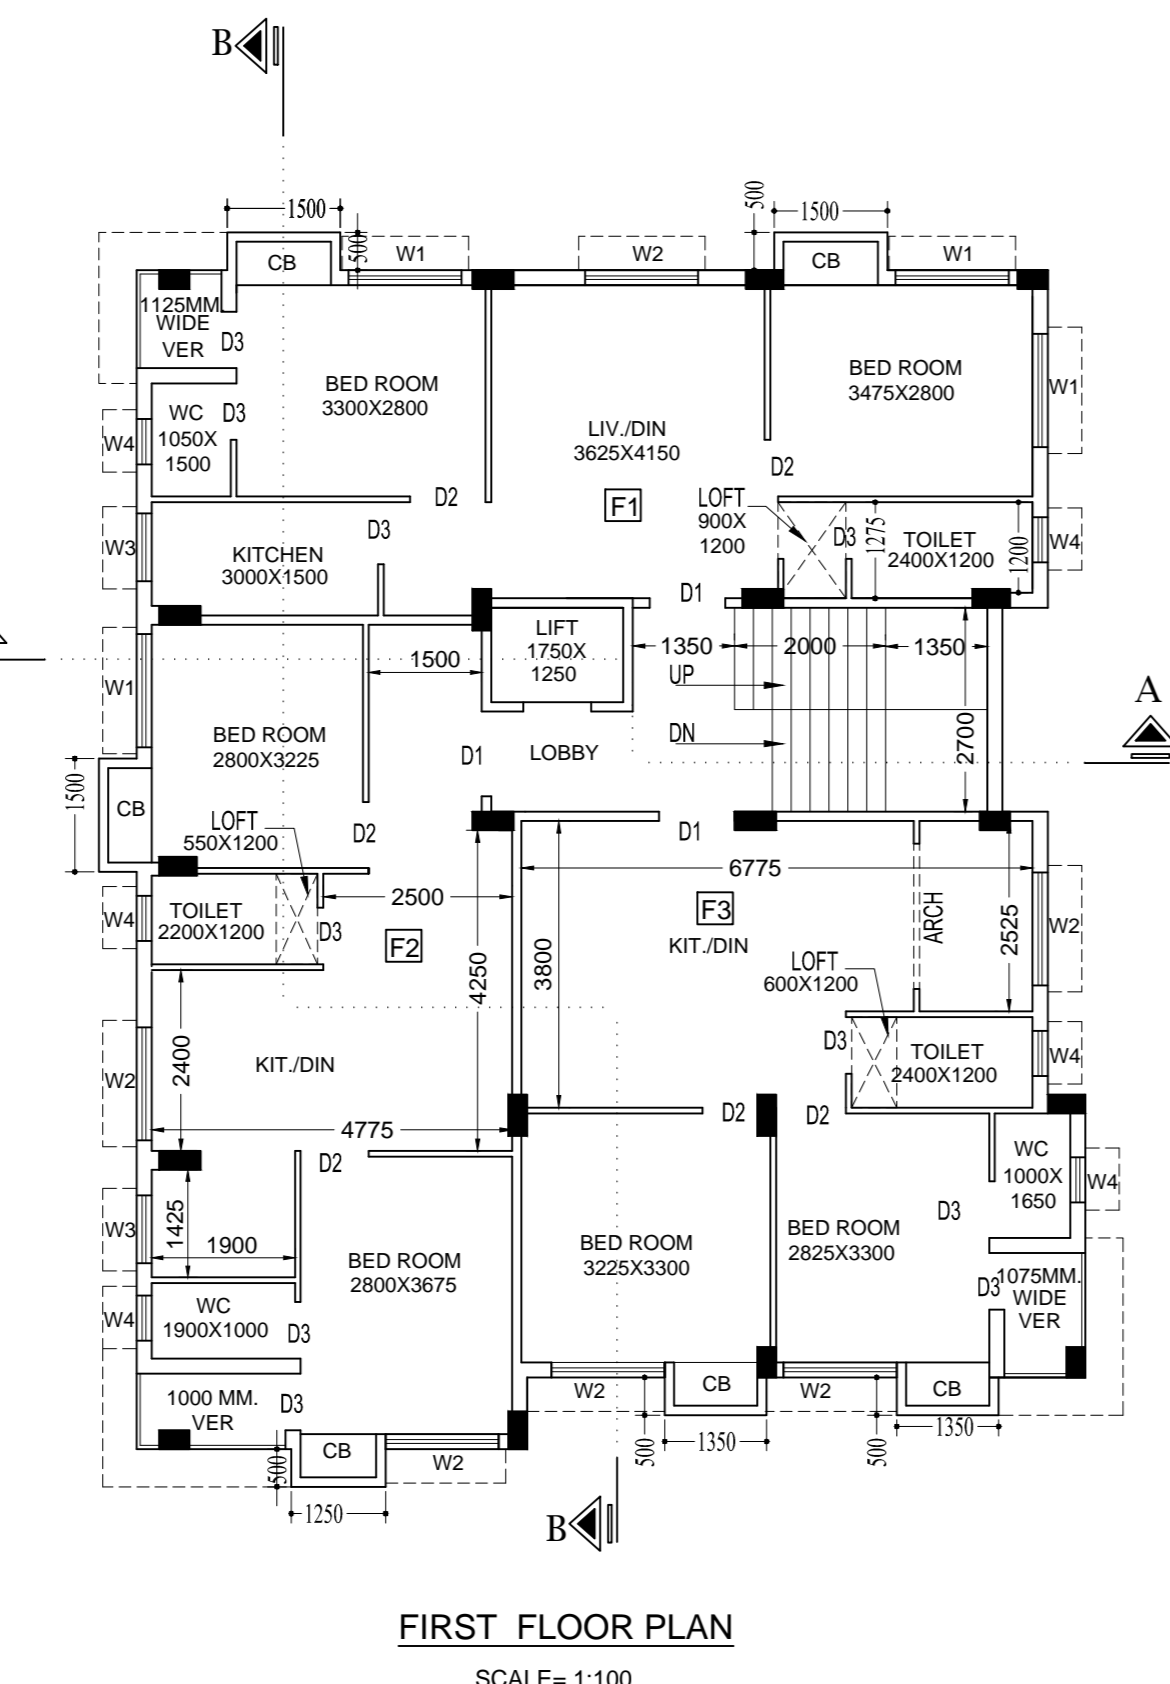 B
1500
500
1500
500
CB
W1
W2
CB
W1
1125MM.
WIDE
VER
D3
BED ROOM
3300X2800
BED ROOM
3475X2800
W1
WC
1050X
1500
D3
W4
LIV./DIN
3625X4150
D2
D2
F1
LOFT
900X
1200
D3
1275
TOILET
2400X1200
1200
W4
W3
KITCHEN
3000X1500
D3
D1
LIFT
1750X
1250
1350
2000
1350
1500
UP
W1
BED ROOM
2800X3225
D1
LOBBY
DN
2700
A
1500
CB
LOFT
550X1200
D2
D1
6775
W4
TOILET
2200X1200
D3
2500
F2
4250
3800
F3
KIT./DIN
ARCH
2525
W2
LOFT
600X1200
D3
TOILET
2400X1200
W4
W2
2400
KIT./DIN
4775
D2
D2
D2
WC
1000X
1650
W4
D3
W3
1425
1900
BED ROOM
2800X3675
BED ROOM
3225X3300
BED ROOM
2825X3300
D3
1075MM.
WIDE
VER
W4
WC
1900X1000
D3
1000 MM.
VER
D3
W2
CB
W2
CB
500
1350
500
1350
CB
W2
500
1250
B
FIRST FLOOR PLAN
SCALE= 1:100